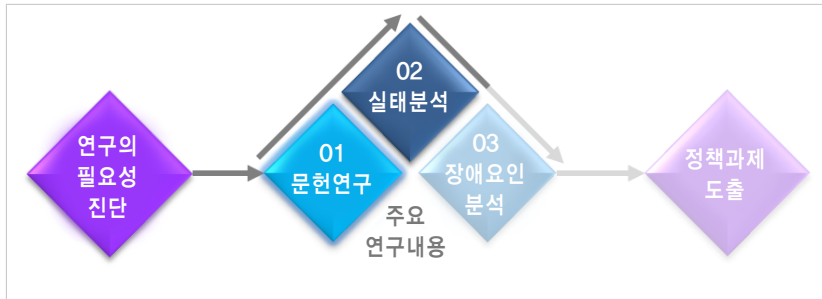 연구의
필요성
진단
01
문헌연구
02
실태분석
03
장애요인
분석
주요
연구내용
정책과제
도출